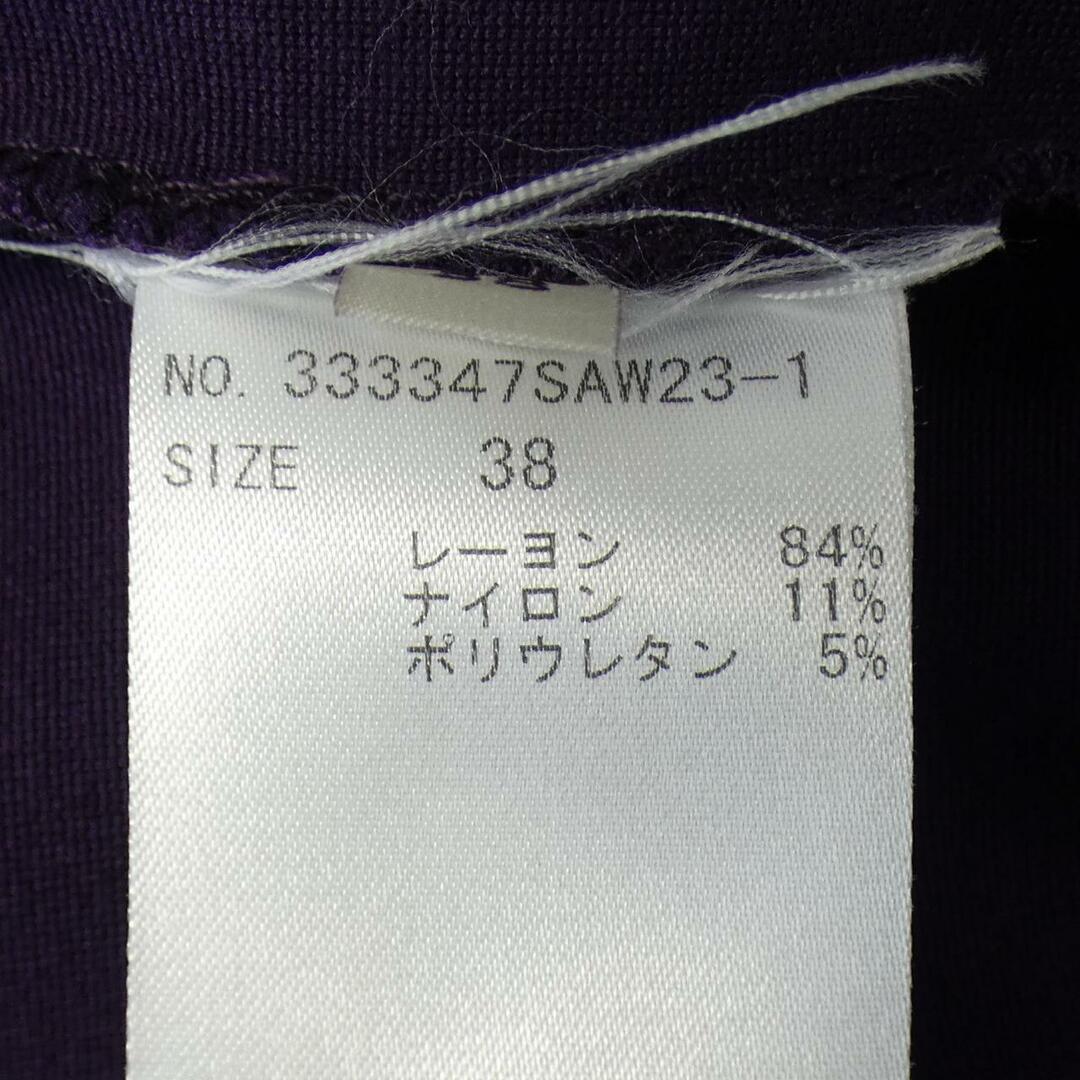 NO. 333347SAW23-1
SIZE 38
レーヨン 84%
ナイロン 11%
ポリウレタン 5%